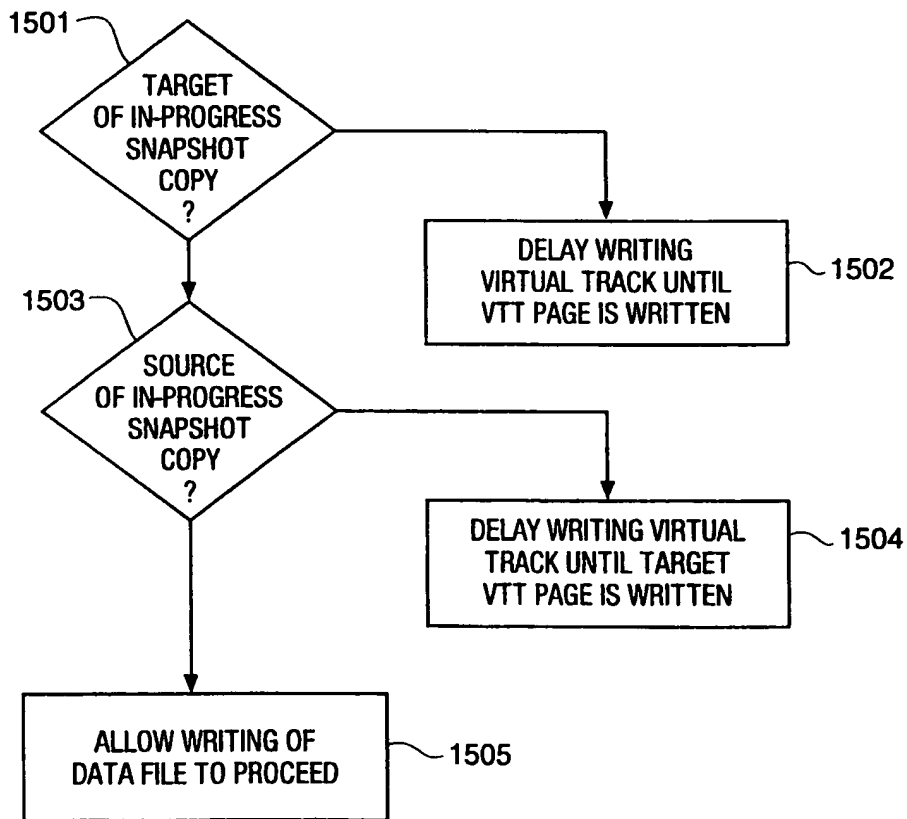 1501
TARGET
OF IN-PROGRESS
SNAPSHOT
COPY
?
DELAY WRITING
VIRTUAL TRACK UNTIL
VTT PAGE IS WRITTEN
1502
1503
SOURCE
OF IN-PROGRESS
SNAPSHOT
COPY
?
DELAY WRITING VIRTUAL
TRACK UNTIL TARGET
VTT PAGE IS WRITTEN
1504
ALLOW WRITING OF
DATA FILE TO PROCEED
1505